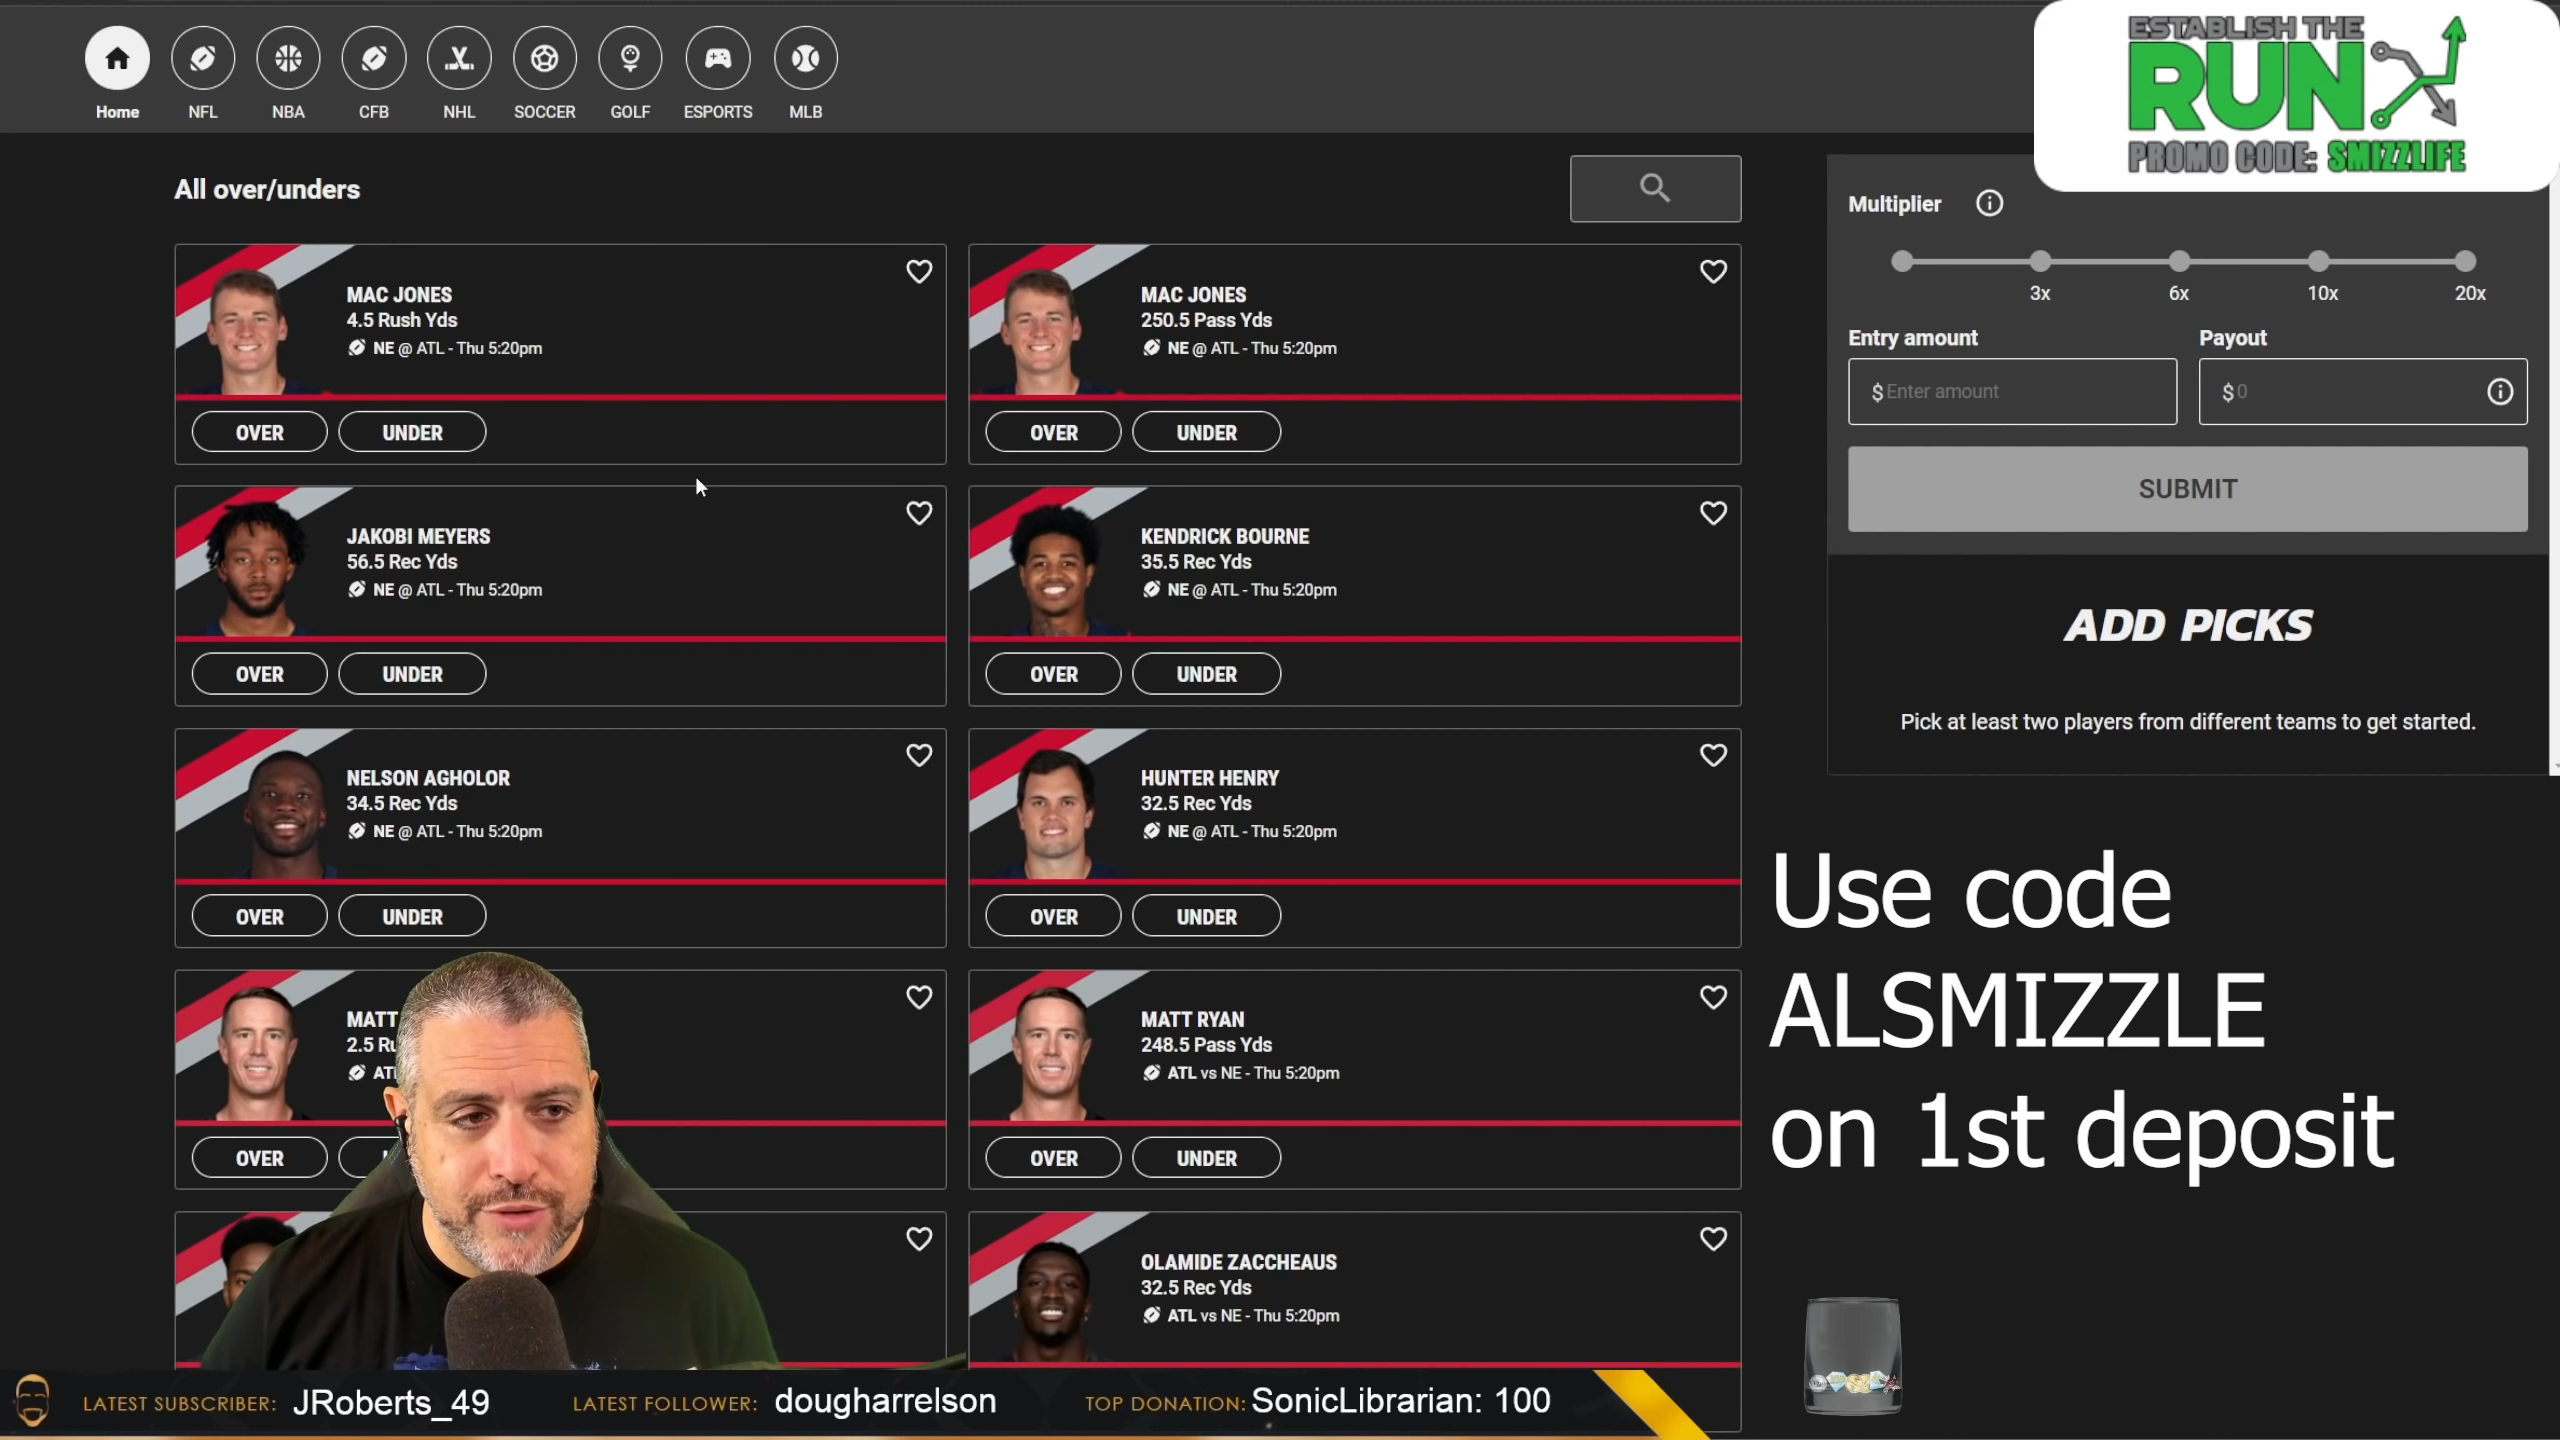 Home
NFL
NBA
CFB
NHL
SOCCER
GOLF
ESPORTS
MLB
ESTABLISH THE
RUN
PROMO CODE: SMIZZLIFE
All over/unders
MAC JONES
4.5 Rush Yds
NE @ ATL - Thu 5:20pm
OVER UNDER
MAC JONES
250.5 Pass Yds
NE @ ATL - Thu 5:20pm
OVER UNDER
JAKOBI MEYERS
56.5 Rec Yds
NE @ ATL - Thu 5:20pm
OVER UNDER
KENDRICK BOURNE
35.5 Rec Yds
NE @ ATL - Thu 5:20pm
OVER UNDER
NELSON AGHOLOR
34.5 Rec Yds
NE @ ATL - Thu 5:20pm
OVER UNDER
HUNTER HENRY
32.5 Rec Yds
NE @ ATL - Thu 5:20pm
OVER UNDER
MATT
2.5
OVER
MATT RYAN
248.5 Pass Yds
ATL vs NE - Thu 5:20pm
OVER UNDER
OLAMIDE ZACCHEAUS
32.5 Rec Yds
ATL vs NE - Thu 5:20pm
Multiplier
3x 6x 10x 20x
Entry amount Payout
$ Enter amount $ 0
SUBMIT
ADD PICKS
Pick at least two players from different teams to get started.
Use code
ALSMIZZLE
on 1st deposit
LATEST SUBSCRIBER: JRoberts_49 LATEST FOLLOWER: dougharrelson TOP DONATION: SonicLibrarian: 100